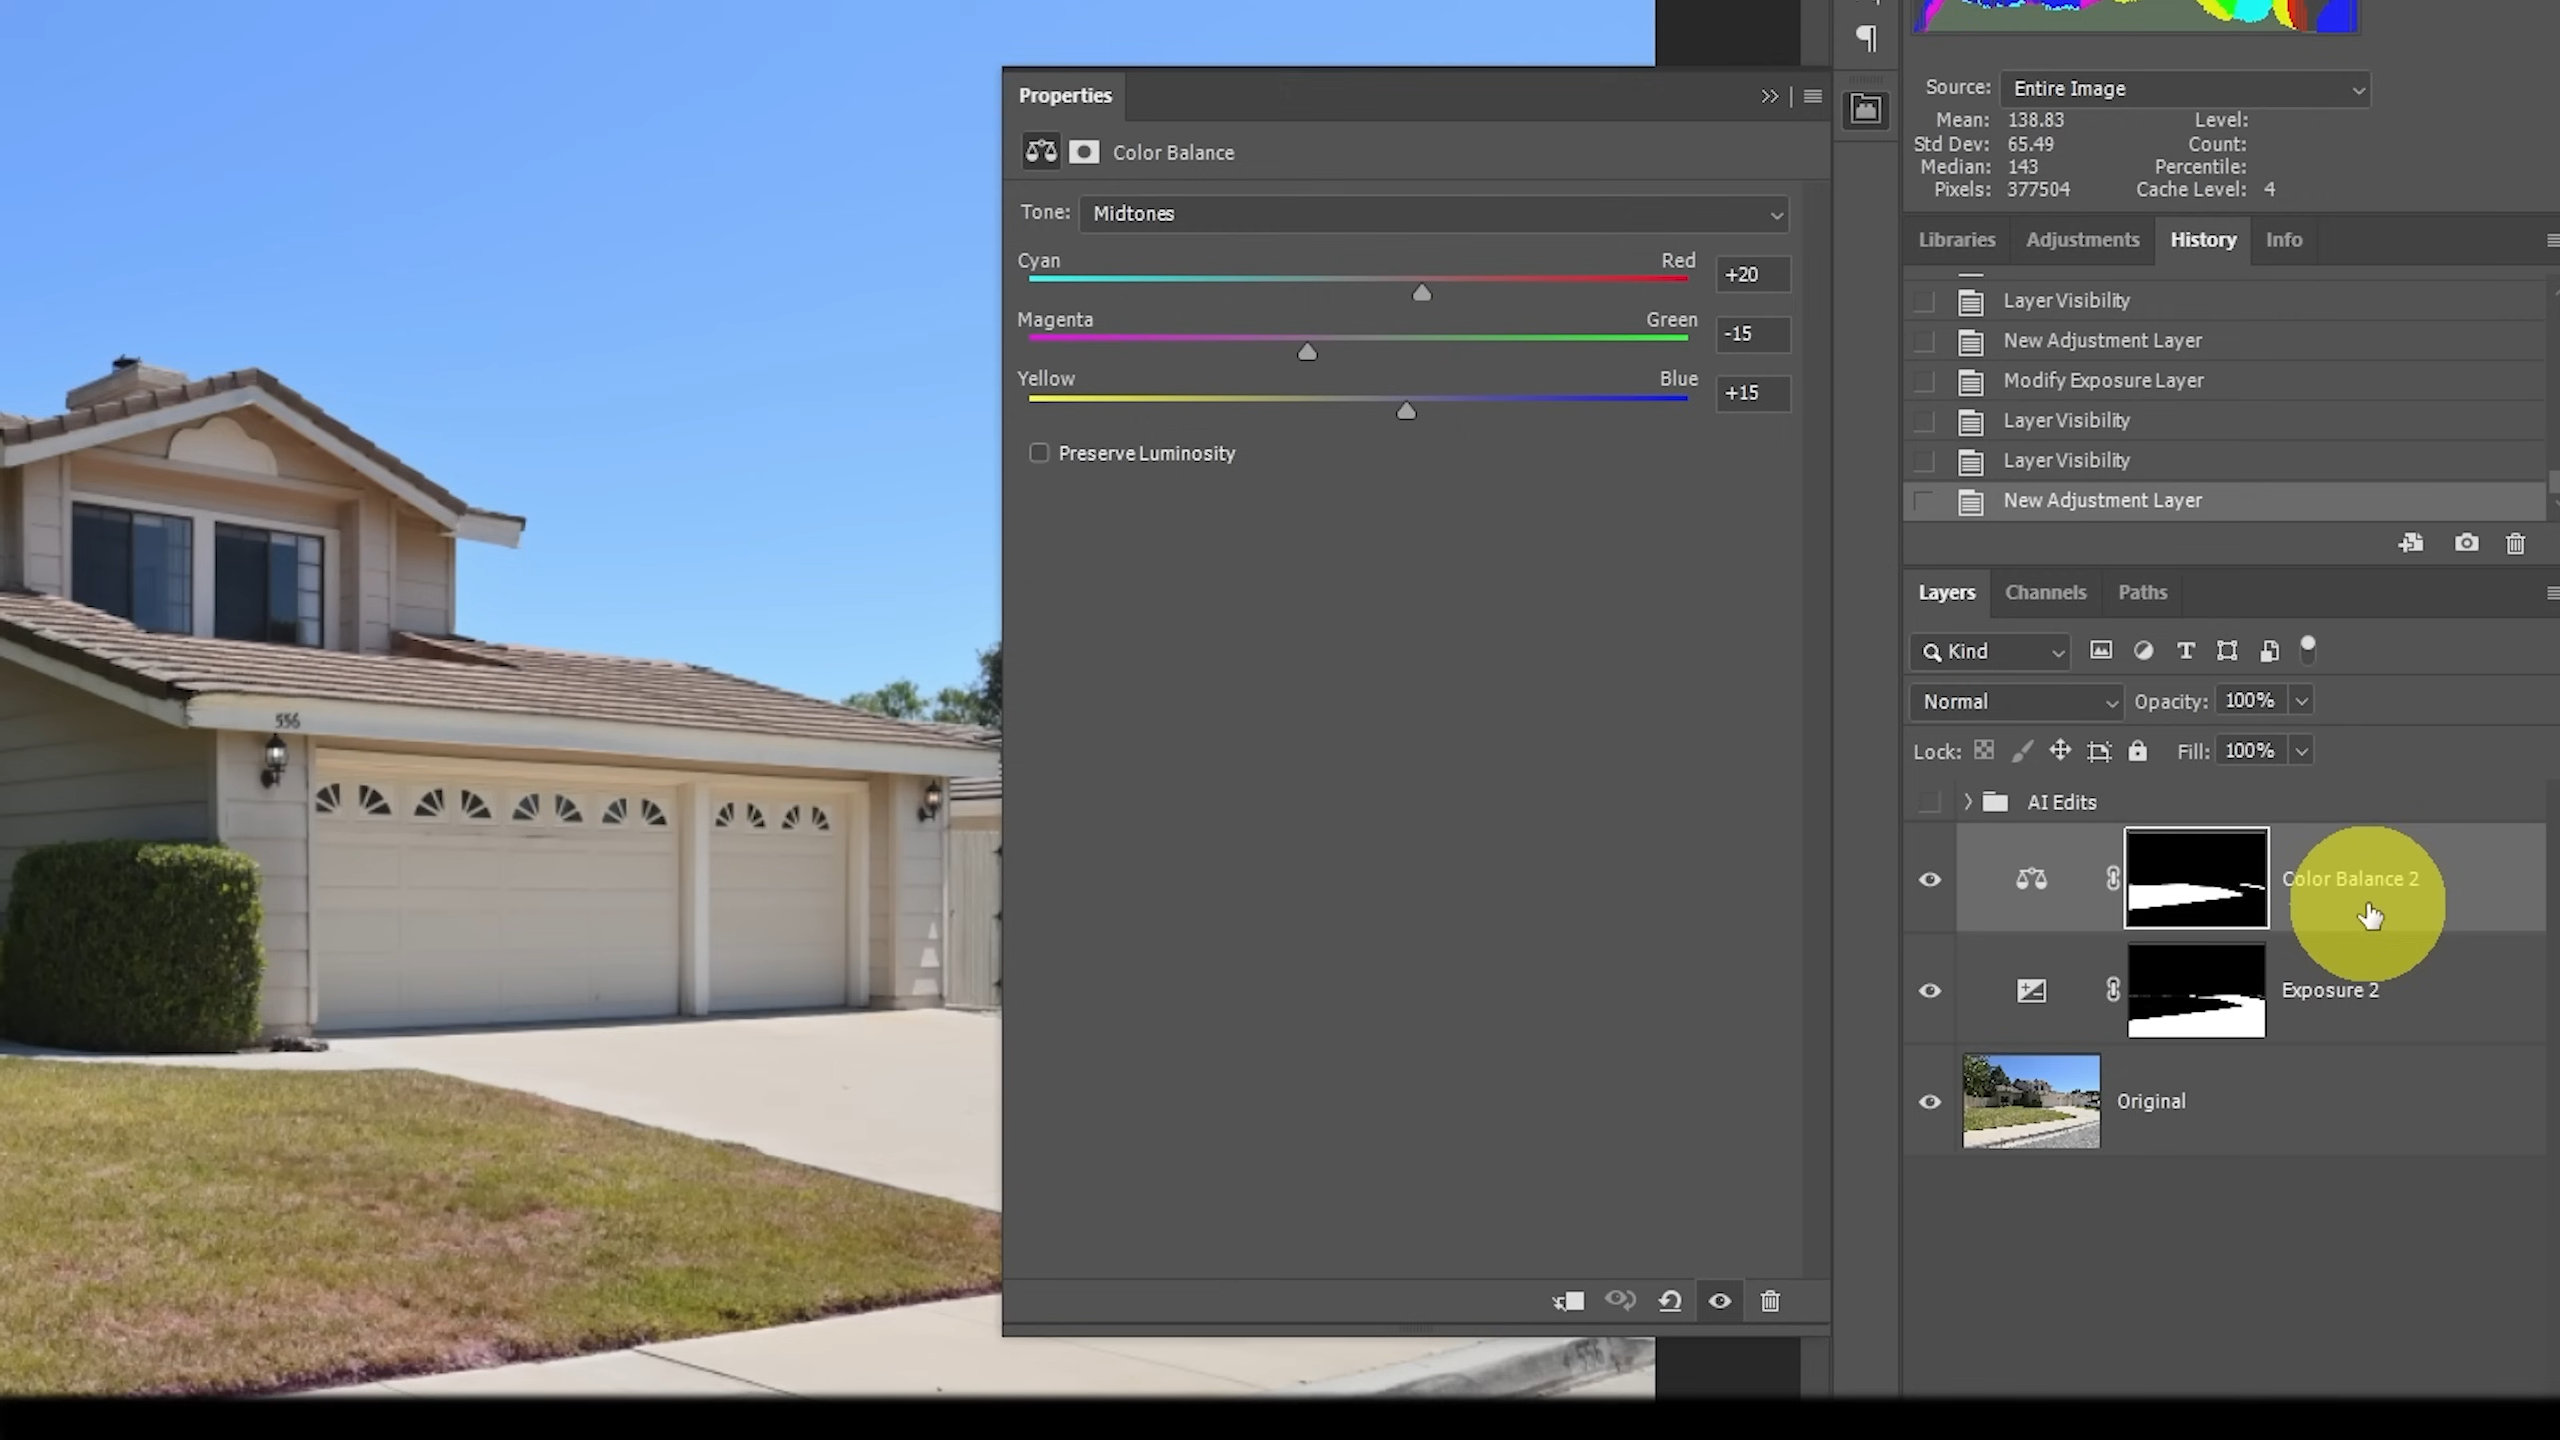 Properties
Color Balance
Tone: Midtones
Cyan Red +20
Magenta Green -15
Yellow Blue +15
Preserve Luminosity
Source: Entire Image
Mean: 138.83 Level:
Std Dev: 65.49 Count:
Median: 143 Percentile:
Pixels: 377504 Cache Level: 4
Libraries Adjustments History Info
Layer Visibility
New Adjustment Layer
Modify Exposure Layer
Layer Visibility
Layer Visibility
New Adjustment Layer
Layers Channels Paths
Kind
Normal Opacity: 100%
Lock: Fill: 100%
AI Edits
Color Balance 2
Exposure 2
Original
556
556